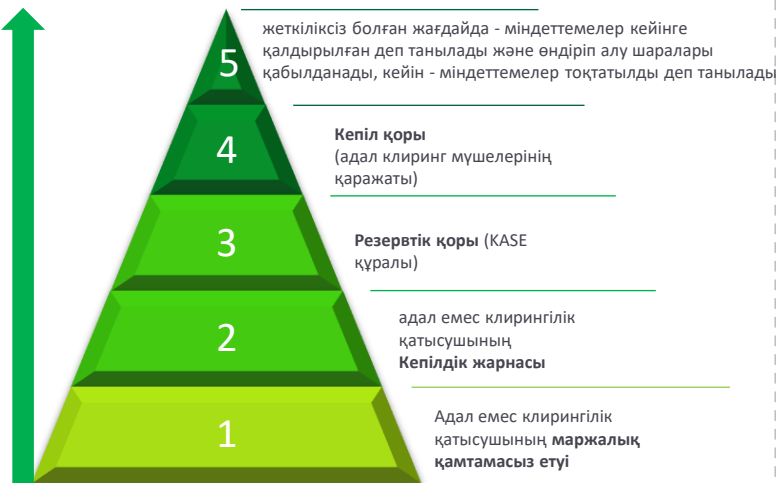 5
жеткіліксіз болған жағдайда - міндеттемелер кейінге
қалдырылған деп танылады және өндіріп алу шаралары
қабылданады, кейін - міндеттемелер тоқтатылды деп танылады
4
Кепіл қоры
(адал клиринг мүшелерінің
қаражаты)
3
Резервтік қоры (KASE
құралы)
2
адал емес клирингілік
қатысушының
Кепілдік жарнасы
1
Адал емес клирингілік
қатысушының маржалық
қамтамасыз етуі